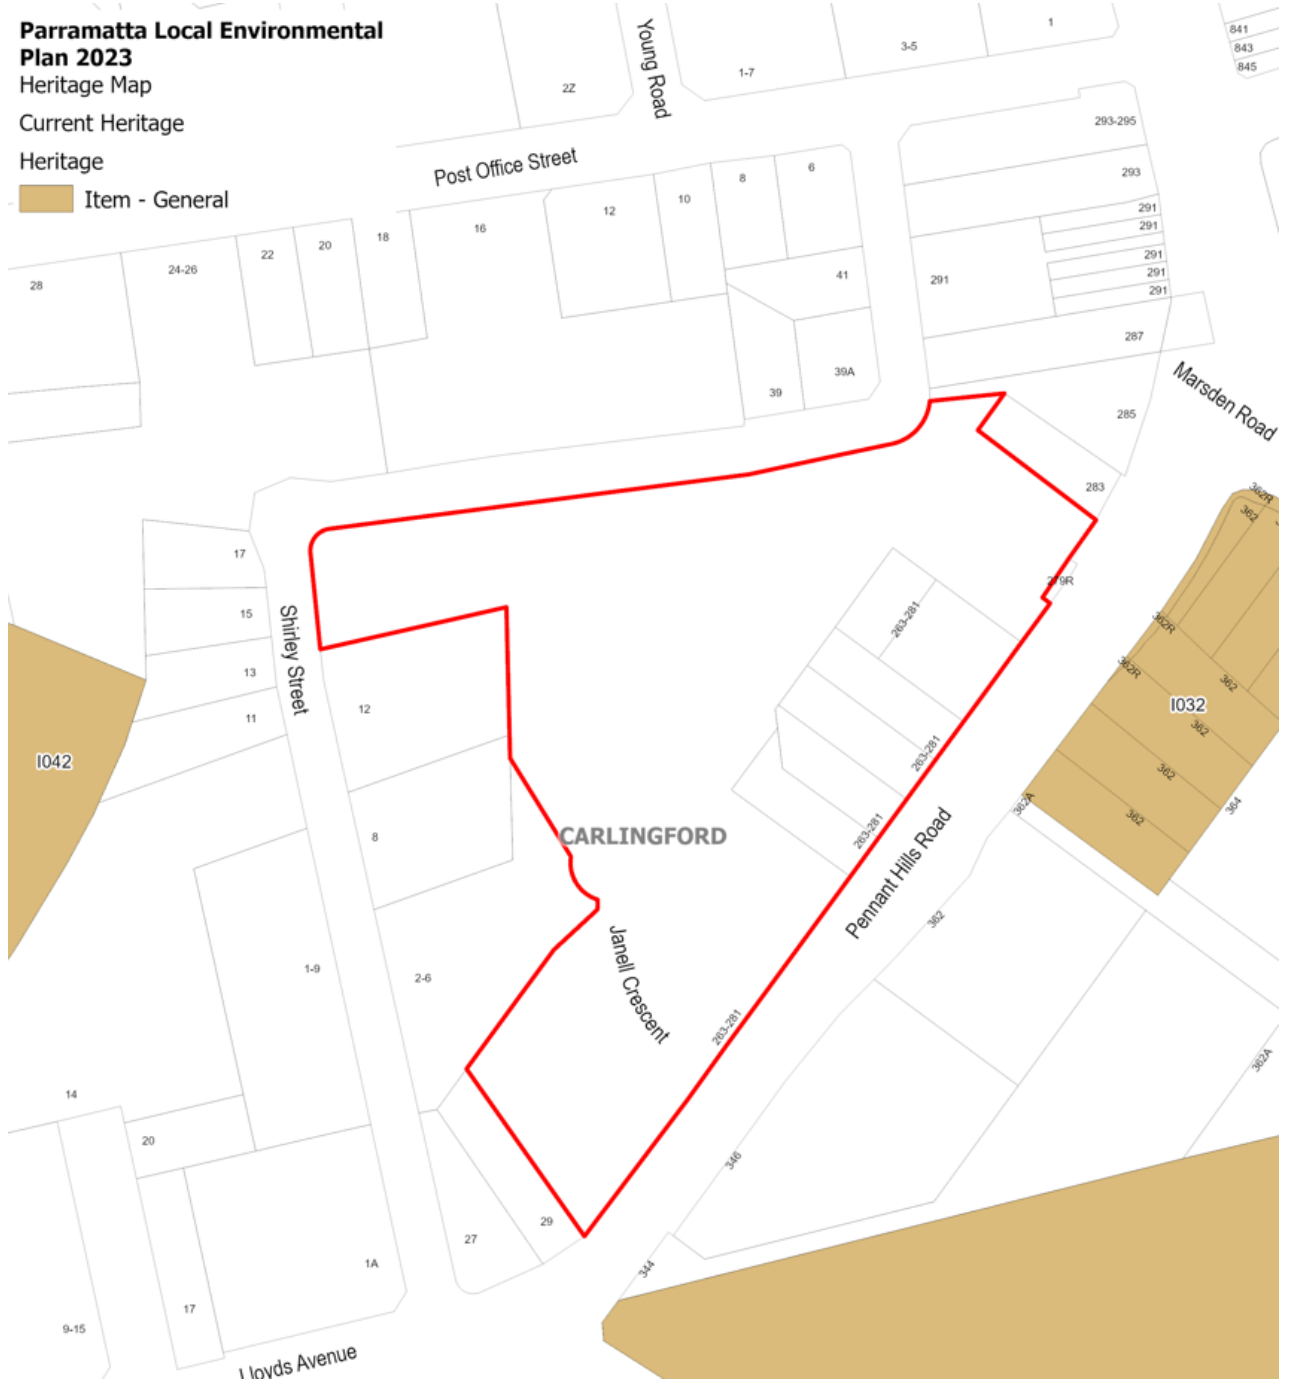 Parramatta Local Environmental
Plan 2023
Heritage Map
Current Heritage
Heritage
Item - General
Young Road
Post Office Street
2Z
1-7
3-5
1
841
843
845
293-295
293
291
291
291
291
291
291
287
285
283
Marsden Road
28
24-26
22
20
18
16
12
10
8
6
41
39
39A
17
15
13
11
Shirley Street
I042
12
8
CARLINGFORD
279R
263-281
263-281
263-281
263-281
Pennant Hills Road
Janell Crescent
362R
362
362R
362R
362
I032
362
362
362
362A
364
362
362A
346
344
2-6
1-9
14
20
1A
17
9-15
27
29
Lloyds Avenue